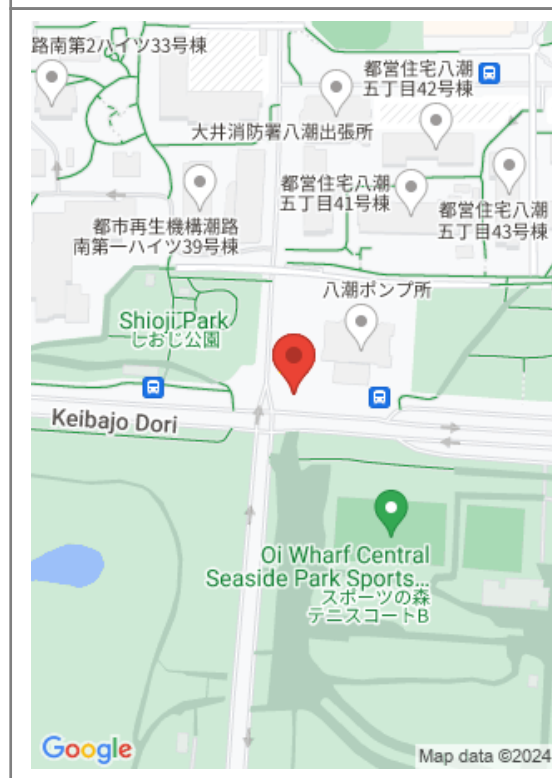 路南第2ハイツ33号棟
都営住宅八潮
五丁目42号棟
大井消防署八潮出張所
都営住宅八潮
五丁目41号棟
都営住宅八潮
五丁目43号棟
都市再生機構潮路
南第一ハイツ39号棟
八潮ポンプ所
Shioji Park
しおじ公園
Keibajo Dori
Oi Wharf Central
Seaside Park Sports...
スポーツの森
テニスコートB
Google
Map data ©2024